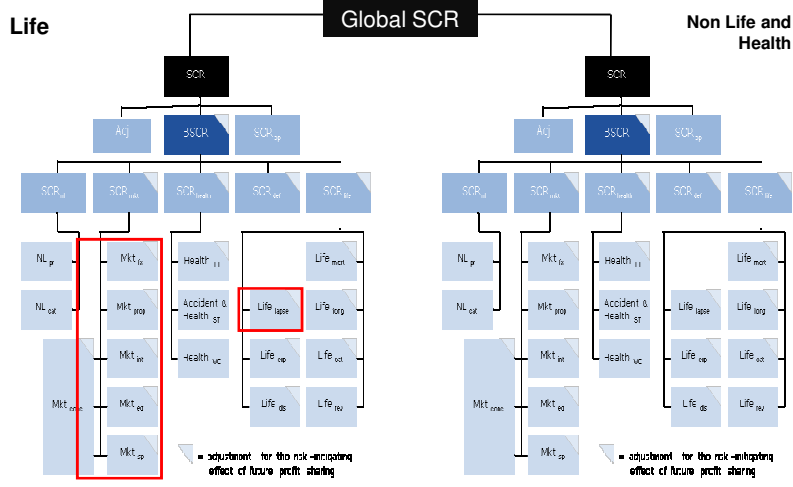 Life
Global SCR
Non Life and
Health
SCR
SCR
Adj
BSCR
SCR op
Adj
BSCR
SCR op
SCR nl
SCR mkt
SCR health
SCR def
SCR life
SCR nl
SCR mkt
SCR health
SCR def
SCR life
NL pr
Mkt fx
Health
Life mort
NL pr
Mkt fx
Health
Life mort
NL cat
Mkt prop
Accident &
Health ST
Life lapse
Life long
NL cat
Mkt prop
Accident &
Health ST
Life lapse
Life long
Mkt conc
Mkt int
Health WC
Life exp
Life
Mkt conc
Mkt int
Health WC
Life exp
Life
Mkt eq
Life dis
Life rev
Mkt eq
Life dis
Life rev
Mkt sp
Mkt sp
= adjustment for the risk-mitigating
effect of future profit sharing
= adjustment for the risk-mitigating
effect of future profit sharing